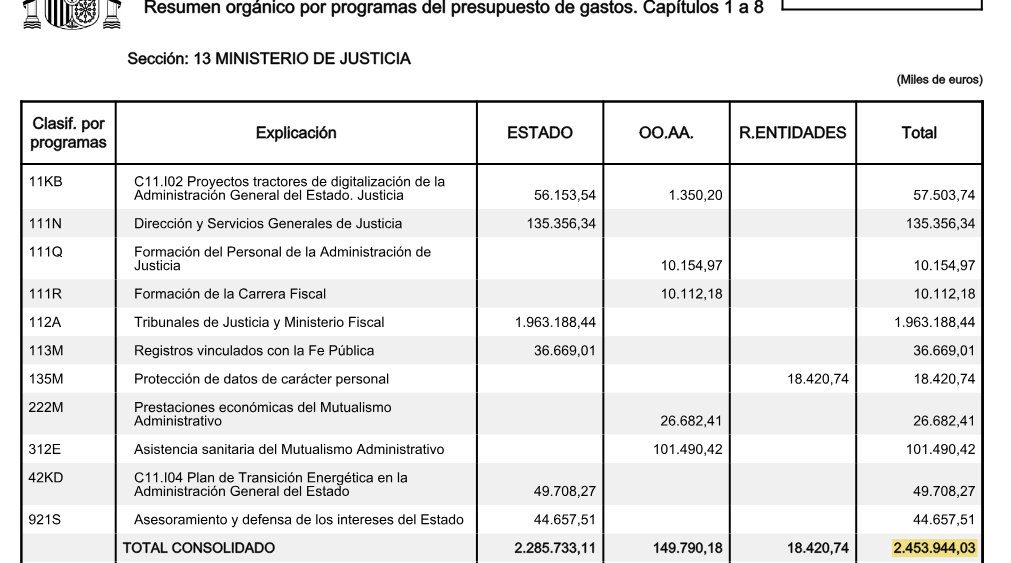 Resumen orgánico por programas del presupuesto de gastos. Capítulos 1 a 8
Sección: 13 MINISTERIO DE JUSTICIA
(Miles de euros)
Clasif. por programas Explicación ESTADO OO.AA. R.ENTIDADES Total
11KB C11.I02 Proyectos tractores de digitalización de la
Administración General del Estado. Justicia 56.153,54 1.350,20 57.503,74
111N Dirección y Servicios Generales de Justicia 135.356,34 135.356,34
111Q Formación del Personal de la Administración de
Justicia 10.154,97 10.154,97
111R Formación de la Carrera Fiscal 10.112,18 10.112,18
112A Tribunales de Justicia y Ministerio Fiscal 1.963.188,44 1.963.188,44
113M Registros vinculados con la Fe Pública 36.669,01 36.669,01
135M Protección de datos de carácter personal 18.420,74 18.420,74
222M Prestaciones económicas del Mutualismo
Administrativo 26.682,41 26.682,41
312E Asistencia sanitaria del Mutualismo Administrativo 101.490,42 101.490,42
42KD C11.I04 Plan de Transición Energética en la
Administración General del Estado 49.708,27 49.708,27
921S Asesoramiento y defensa de los intereses del Estado 44.657,51 44.657,51
TOTAL CONSOLIDADO 2.285.733,11 149.790,18 18.420,74 2.453.944,03